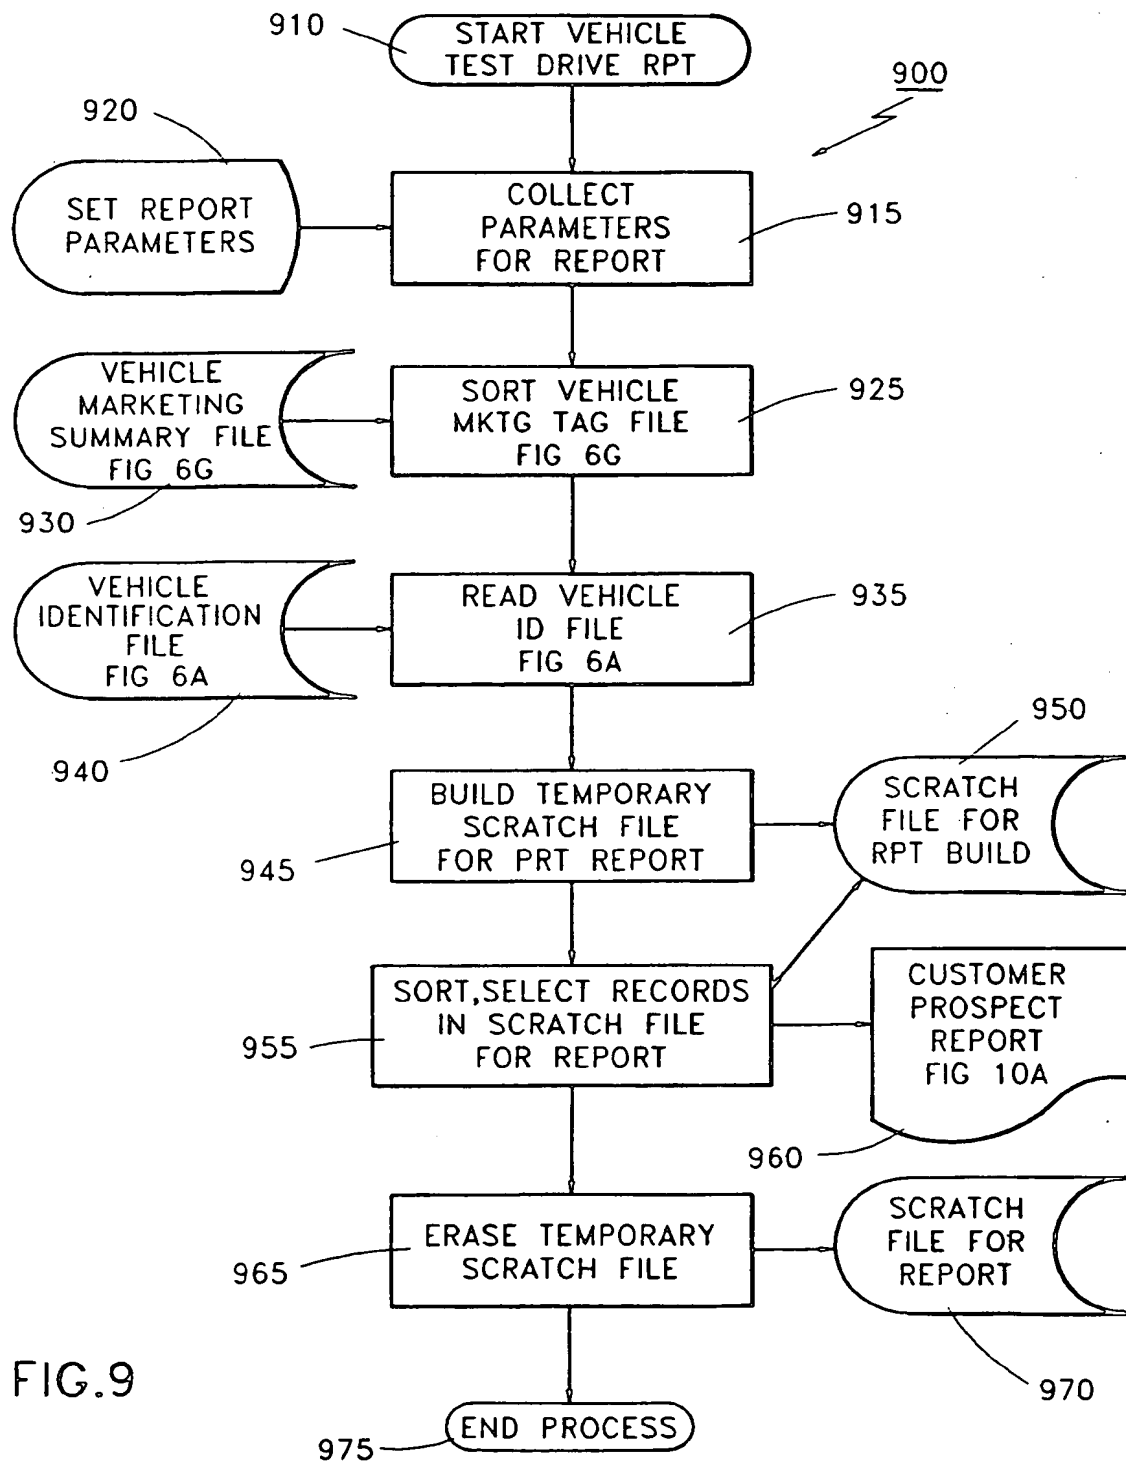 910
START VEHICLE
TEST DRIVE RPT
900
920
SET REPORT
PARAMETERS
COLLECT
PARAMETERS
FOR REPORT
915
VEHICLE
MARKETING
SUMMARY FILE
FIG 6G
930
SORT VEHICLE
MKTG TAG FILE
FIG 6G
925
VEHICLE
IDENTIFICATION
FILE
FIG 6A
940
READ VEHICLE
ID FILE
FIG 6A
935
BUILD TEMPORARY
SCRATCH FILE
FOR PRT REPORT
945
950
SCRATCH
FILE FOR
RPT BUILD
SORT,SELECT RECORDS
IN SCRATCH FILE
FOR REPORT
955
CUSTOMER
PROSPECT
REPORT
FIG 10A
960
ERASE TEMPORARY
SCRATCH FILE
965
SCRATCH
FILE FOR
REPORT
970
FIG.9
END PROCESS
975